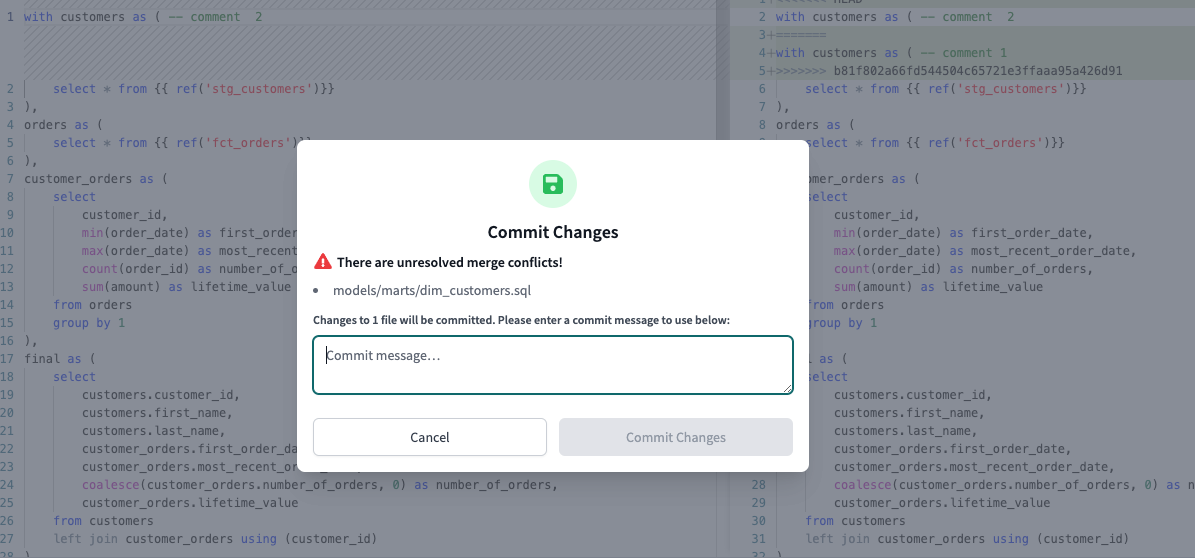 1 with customers as ( -- comment  2
2 select * from {{ ref('stg_customers')}}
3 ),
4 orders as (
5 select * from {{ ref('fct_orders')}}
6 ),
7 customer_orders as (
8 select
9 customer_id,
10 min(order_date) as first_order
11 max(order_date) as most_recent
12 count(order_id) as number_of_o
13 sum(amount) as lifetime_value
14 from orders
15 group by 1
16 ),
17 final as (
18 select
19 customers.customer_id,
20 customers.first_name,
21 customers.last_name,
22 customer_orders.first_order_da
23 customer_orders.most_recent_or
24 coalesce(customer_orders.number_of_orders, 0) as number_of_orders,
25 customer_orders.lifetime_value
26 from customers
27 left join customer_orders using (customer_id)
28 )
1+<<<<<<< HEAD
2 with customers as ( -- comment  2
3+=======
4+with customers as ( -- comment 1
5+>>>>>>> b81f802a66fd544504c65721e3ffaaa95a426d91
6 select * from {{ ref('stg_customers')}}
7 ),
8 orders as (
select * from {{ ref('fct_orders')}}
omer_orders as (
select
customer_id,
min(order_date) as first_order_date,
max(order_date) as most_recent_order_date,
count(order_id) as number_of_orders,
sum(amount) as lifetime_value
from orders
group by 1
l as (
select
customers.customer_id,
customers.first_name,
customers.last_name,
customer_orders.first_order_date,
customer_orders.most_recent_order_date,
28 coalesce(customer_orders.number_of_orders, 0) as n
29 customer_orders.lifetime_value
30 from customers
31 left join customer_orders using (customer_id)
32 )
Commit Changes
There are unresolved merge conflicts!
• models/marts/dim_customers.sql
Changes to 1 file will be committed. Please enter a commit message to use below:
Commit message...
Cancel
Commit Changes